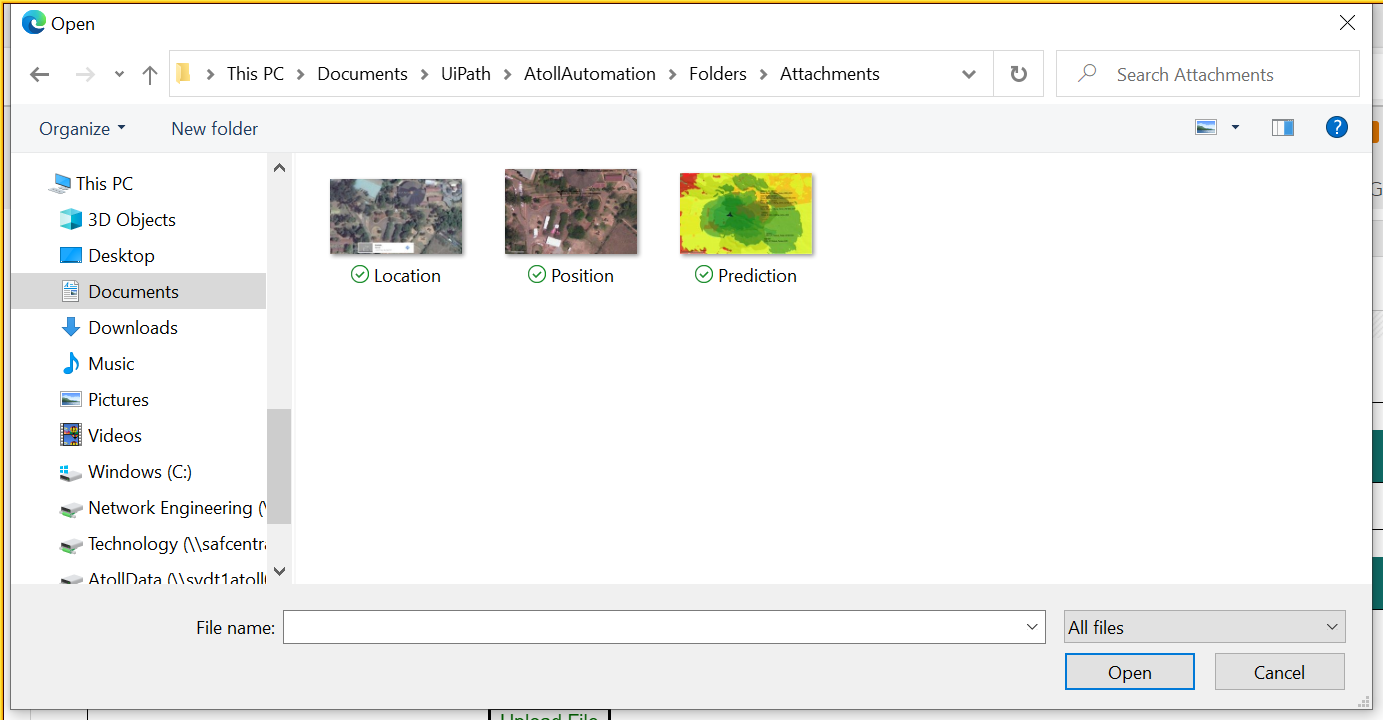 Open
This PC > Documents > UiPath > AtollAutomation > Folders > Attachments
Search Attachments
Organize
New folder
?
This PC
3D Objects
Desktop
Documents
Downloads
Music
Pictures
Videos
Windows (C:)
Network Engineering (\
Technology (\\safcentra
AtollData (\\svdt1atoll
Location
Position
Prediction
File name:
All files
Open
Cancel
G
Upload File